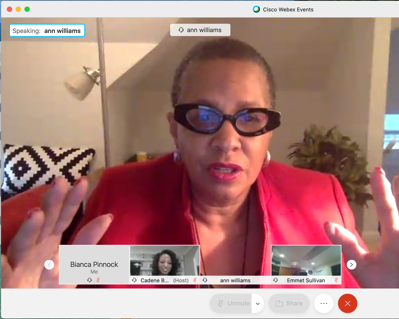 Cisco Webex Events
Speaking: ann williams
ann williams
Bianca Pinnock
Me
Cadene B... (Host)
ann williams
Emmet Sullivan
Unmute
Share